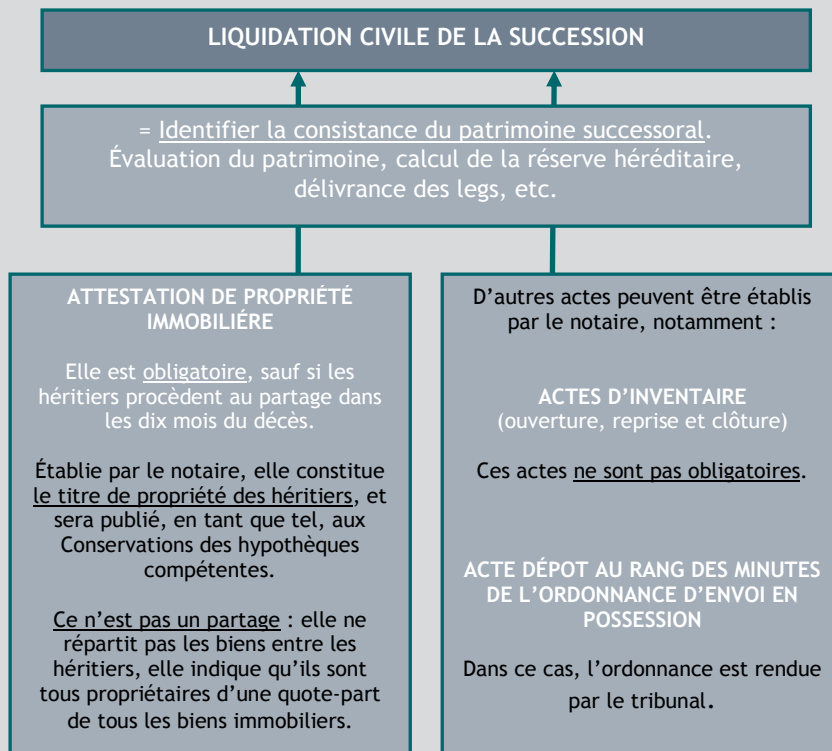 LIQUIDATION CIVILE DE LA SUCCESSION
= Identifier la consistance du patrimoine successoral.
Évaluation du patrimoine, calcul de la réserve héréditaire,
délivrance des legs, etc.
ATTESTATION DE PROPRIÉTÉ
IMMOBILIÉRE
Elle est obligatoire, sauf si les
héritiers procèdent au partage dans
les dix mois du décès.
Établie par le notaire, elle constitue
le titre de propriété des héritiers, et
sera publié, en tant que tel, aux
Conservations des hypothèques
compétentes.
Ce n’est pas un partage : elle ne
répartit pas les biens entre les
héritiers, elle indique qu’ils sont
tous propriétaires d’une quote-part
de tous les biens immobiliers.
D’autres actes peuvent être établis
par le notaire, notamment :
ACTES D’INVENTAIRE
(ouverture, reprise et clôture)
Ces actes ne sont pas obligatoires.
ACTE DÉPOT AU RANG DES MINUTES
DE L’ORDONNANCE D’ENVOI EN
POSSESSION
Dans ce cas, l’ordonnance est rendue
par le tribunal.